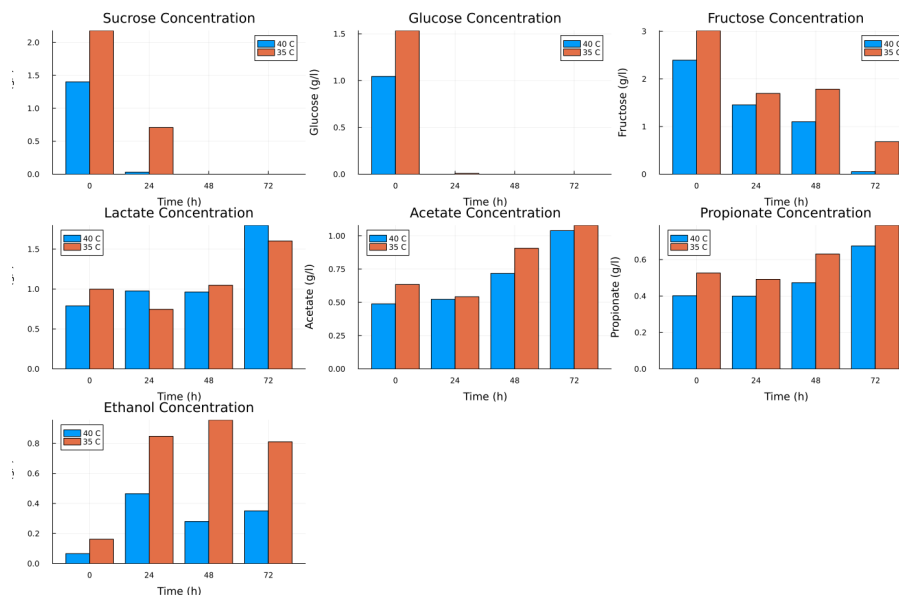 Sucrose Concentration
2.0
1.5
1.0
0.5
0.0
0 24 48 72
Time (h)
40 C
35 C
Glucose Concentration
Glucose (g/l)
1.5
1.0
0.5
0.0
0 24 48 72
Time (h)
40 C
35 C
Fructose Concentration
Fructose (g/l)
3
2
1
0
0 24 48 72
Time (h)
40 C
35 C
Lactate Concentration
1.5
1.0
0.5
0.0
0 24 48 72
Time (h)
40 C
35 C
Acetate Concentration
Acetate (g/l)
1.00
0.75
0.50
0.25
0.00
0 24 48 72
Time (h)
40 C
35 C
Propionate Concentration
Propionate (g/l)
0.6
0.4
0.2
0.0
0 24 48 72
Time (h)
40 C
35 C
Ethanol Concentration
0.8
0.6
0.4
0.2
0.0
0 24 48 72
Time (h)
40 C
35 C